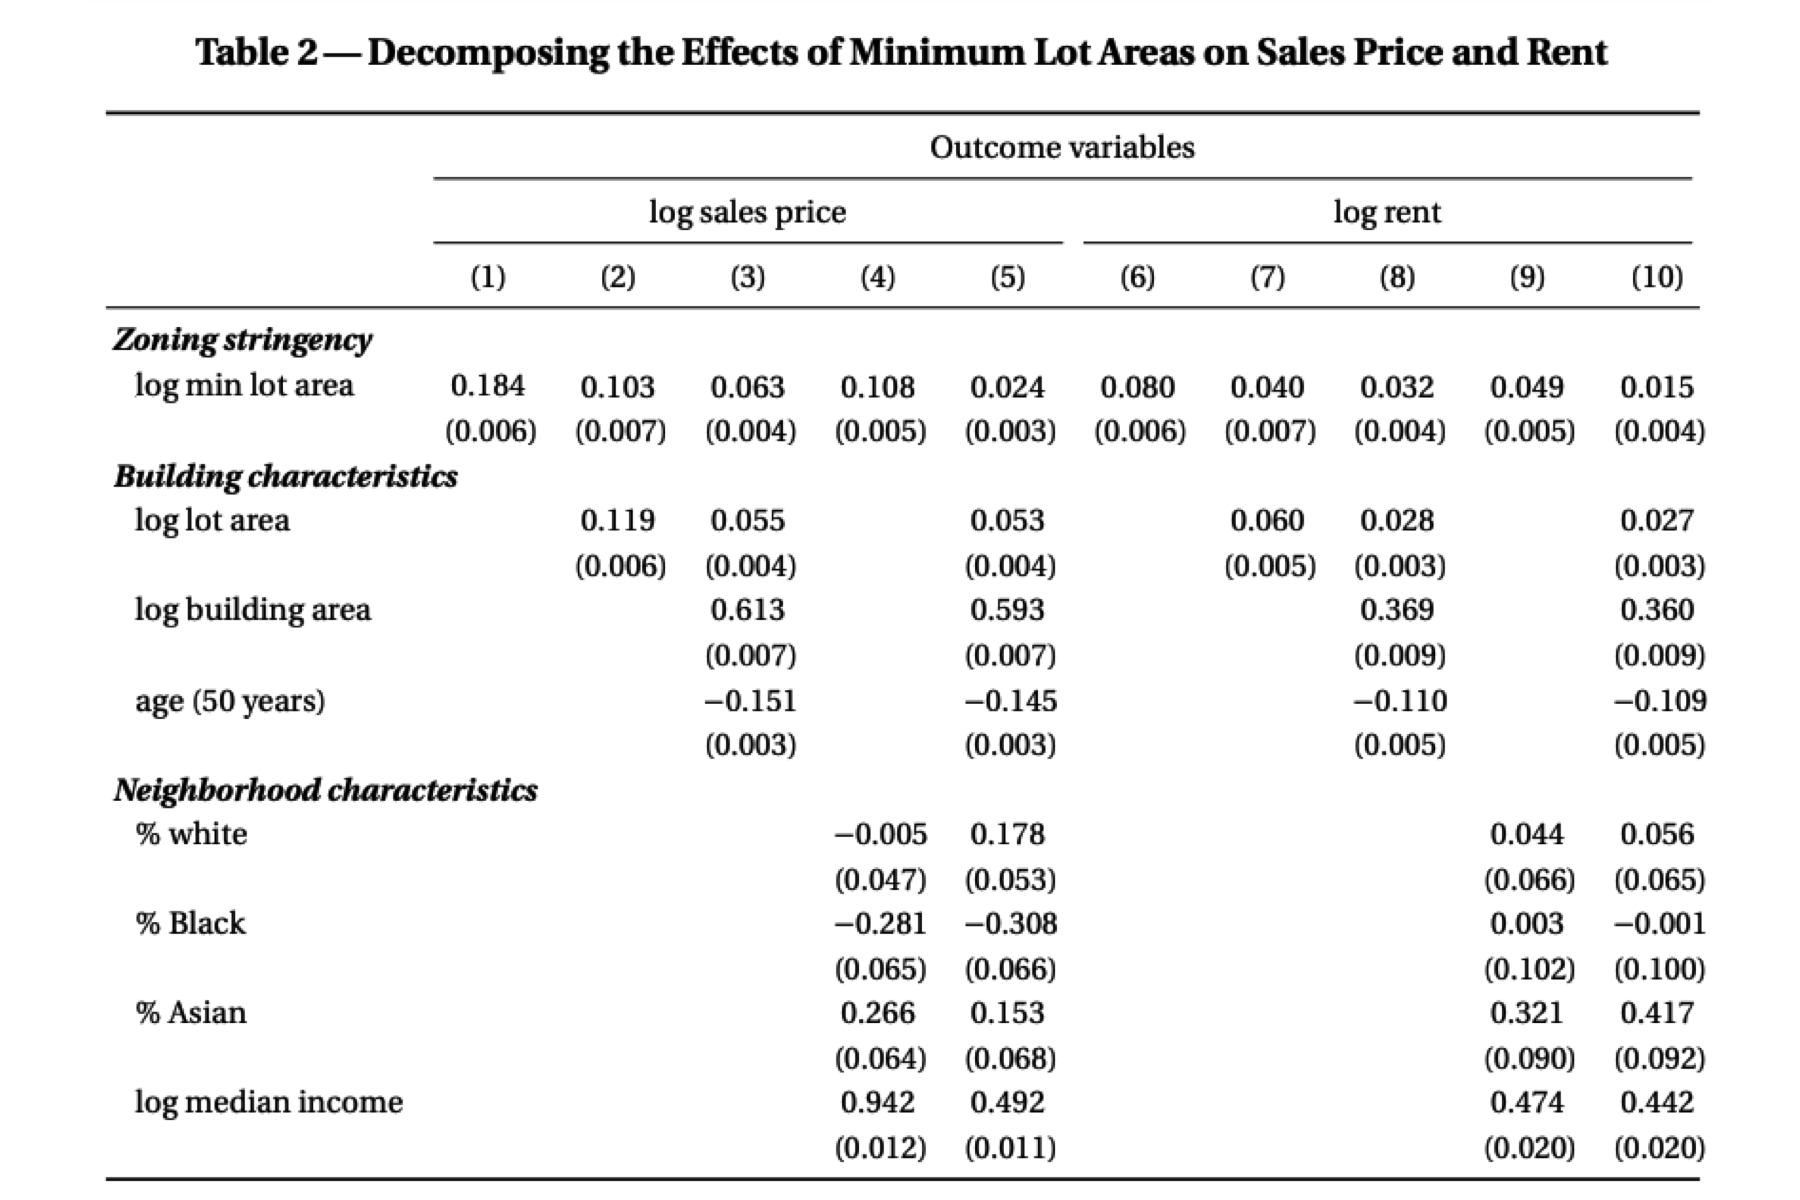 Table 2—Decomposing the Effects of Minimum Lot Areas on Sales Price and Rent
Outcome variables
log sales price log rent
(1) (2) (3) (4) (5) (6) (7) (8) (9) (10)
Zoning stringency
log min lot area 0.184 0.103 0.063 0.108 0.024 0.080 0.040 0.032 0.049 0.015
(0.006) (0.007) (0.004) (0.005) (0.003) (0.006) (0.007) (0.004) (0.005) (0.004)
Building characteristics
log lot area 0.119 0.055 0.053 0.060 0.028 0.027
(0.006) (0.004) (0.004) (0.005) (0.003) (0.003)
log building area 0.613 0.593 0.369 0.360
(0.007) (0.007) (0.009) (0.009)
age (50 years) −0.151 −0.145 −0.110 −0.109
(0.003) (0.003) (0.005) (0.005)
Neighborhood characteristics
% white −0.005 0.178 0.044 0.056
(0.047) (0.053) (0.066) (0.065)
% Black −0.281 −0.308 0.003 −0.001
(0.065) (0.066) (0.102) (0.100)
% Asian 0.266 0.153 0.321 0.417
(0.064) (0.068) (0.090) (0.092)
log median income 0.942 0.492 0.474 0.442
(0.012) (0.011) (0.020) (0.020)